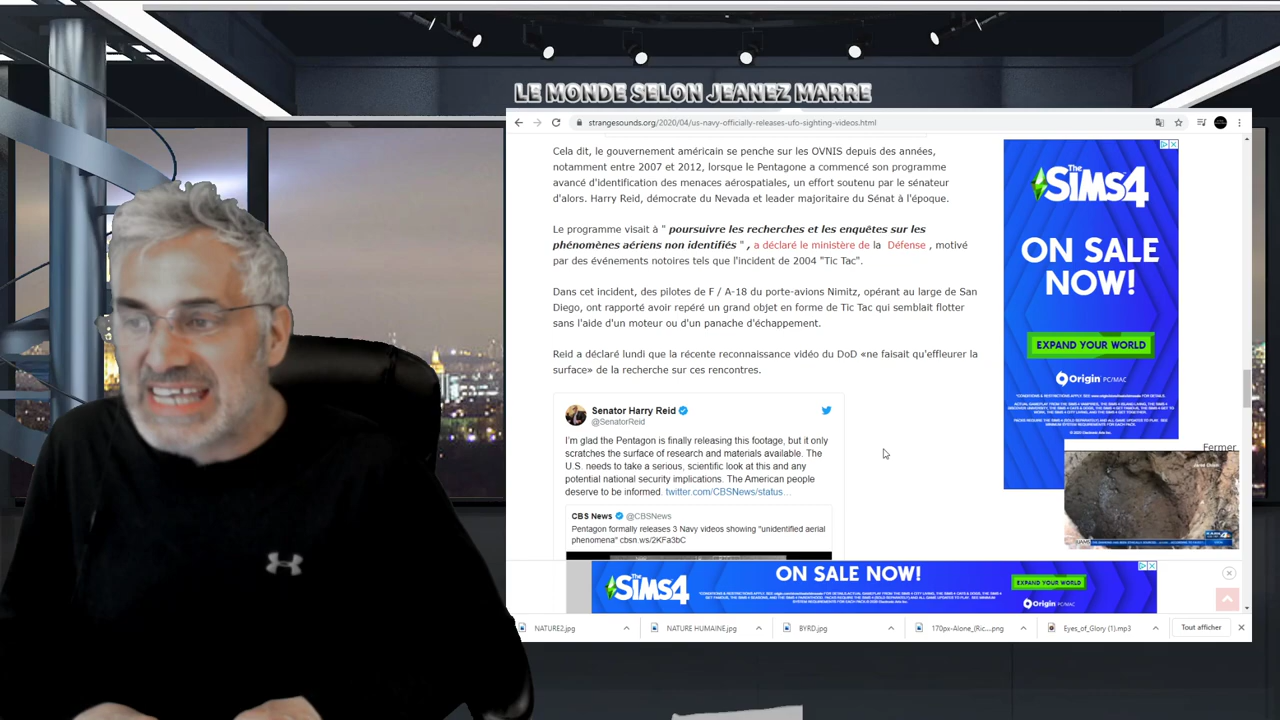 LE MONDE SELON JEANEZ MARRE
strangesounds.org/2020/04/us-navy-officially-releases-ufo-sighting-videos.html
Cela dit, le gouvernement américain se penche sur les OVNIS depuis des années,
notamment entre 2007 et 2012, lorsque le Pentagone a commencé son programme
avancé d'identification des menaces aérospatiales, un effort soutenu par le sénateur
d'alors. Harry Reid, démocrate du Nevada et leader majoritaire du Sénat à l'époque.
Le programme visait à " poursuivre les recherches et les enquêtes sur les
phénomènes aériens non identifiés " , a déclaré le ministère de la Défense , motivé
par des événements notoires tels que l'incident de 2004 "Tic Tac".
Dans cet incident, des pilotes de F / A-18 du porte-avions Nimitz, opérant au large de San
Diego, ont rapporté avoir repéré un grand objet en forme de Tic Tac qui semblait flotter
sans l'aide d'un moteur ou d'un panache d'échappement.
Reid a déclaré lundi que la récente reconnaissance vidéo du DoD «ne faisait qu'effleurer la
surface» de la recherche sur ces rencontres.
Senator Harry Reid
@SenatorReid
I'm glad the Pentagon is finally releasing this footage, but it only
scratches the surface of research and materials available. The
U.S. needs to take a serious, scientific look at this and any
potential national security implications. The American people
deserve to be informed. twitter.com/CBSNews/status…
CBS News @CBSNews
Pentagon formally releases 3 Navy videos showing "unidentified aerial
phenomena" cbsn.ws/2KFa3bC
The SIMS4
ON SALE
NOW!
EXPAND YOUR WORLD
Origin PC/MAC
Fermer
The SIMS4
ON SALE NOW!
EXPAND YOUR WORLD
Origin PC/MAC
NATURE2.jpg
NATURE HUMAINE.jpg
BYRD.jpg
170px-Alone_(Ric....png
Eyes_of_Glory (1).mp3
Tout afficher